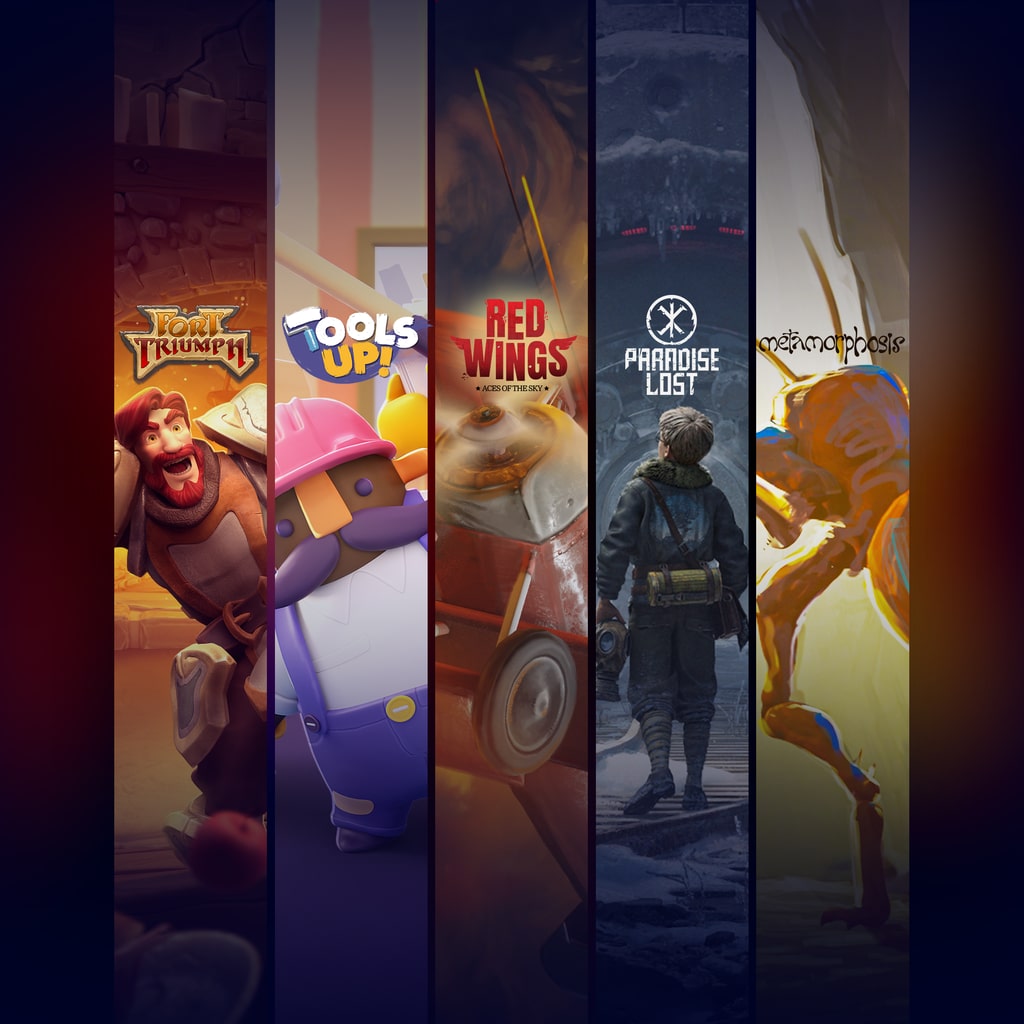 FORT
TRIUMPH
TOOLS
UP!
RED
WINGS
★ ACES OF THE SKY ★
PARADISE
LOST
metamorphosis